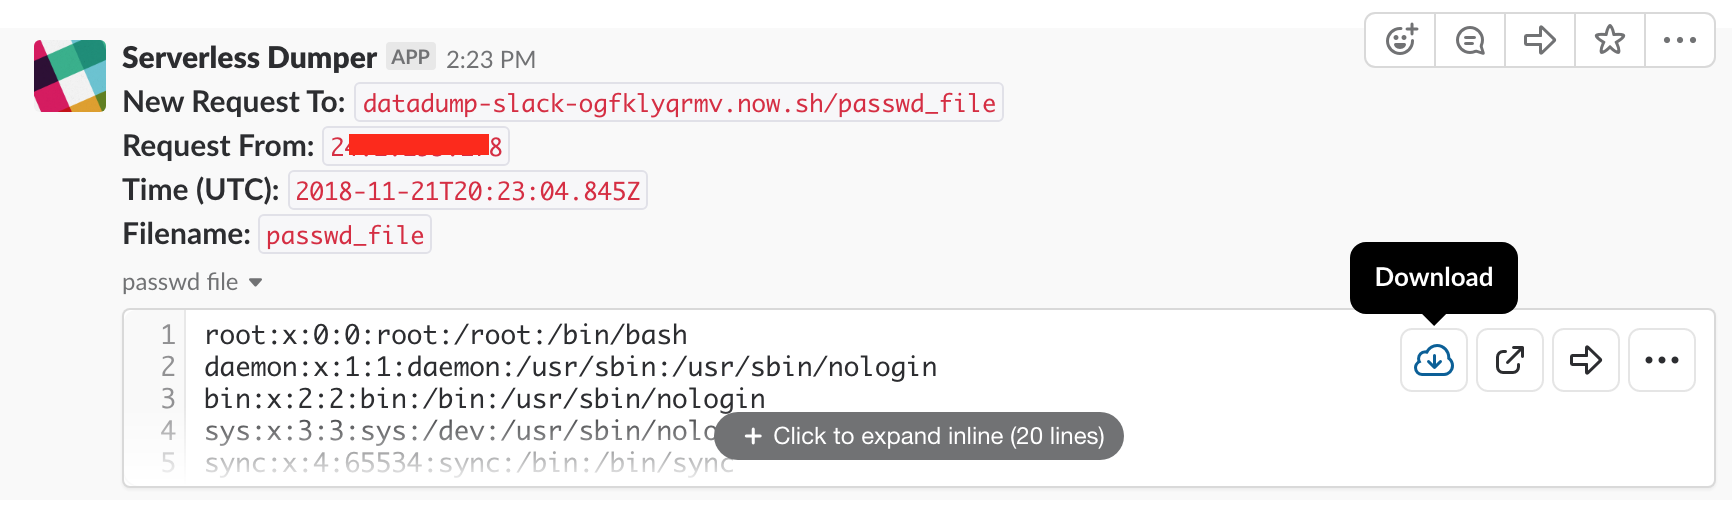 Serverless Dumper APP 2:23 PM
New Request To: datadump-slack-ogfklyqrmv.now.sh/passwd_file
Request From: 8
Time (UTC): 2018-11-21T20:23:04.845Z
Filename: passwd_file
passwd file
Download
1 root:x:0:0:root:/root:/bin/bash
2 daemon:x:1:1:daemon:/usr/sbin:/usr/sbin/nologin
3 bin:x:2:2:bin:/bin:/usr/sbin/nologin
4 sys:x:3:3:sys:/dev:/usr/sbin/nolo
+ Click to expand inline (20 lines)
5 sync:x:4:65534:sync:/bin:/bin/sync